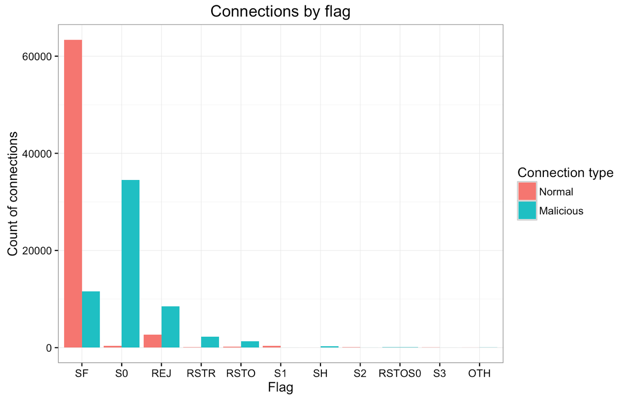 Connections by flag
Count of connections
60000
40000
20000
0
SF S0 REJ RSTR RSTO S1 SH S2 RSTOS0 S3 OTH
Flag
Connection type
Normal
Malicious